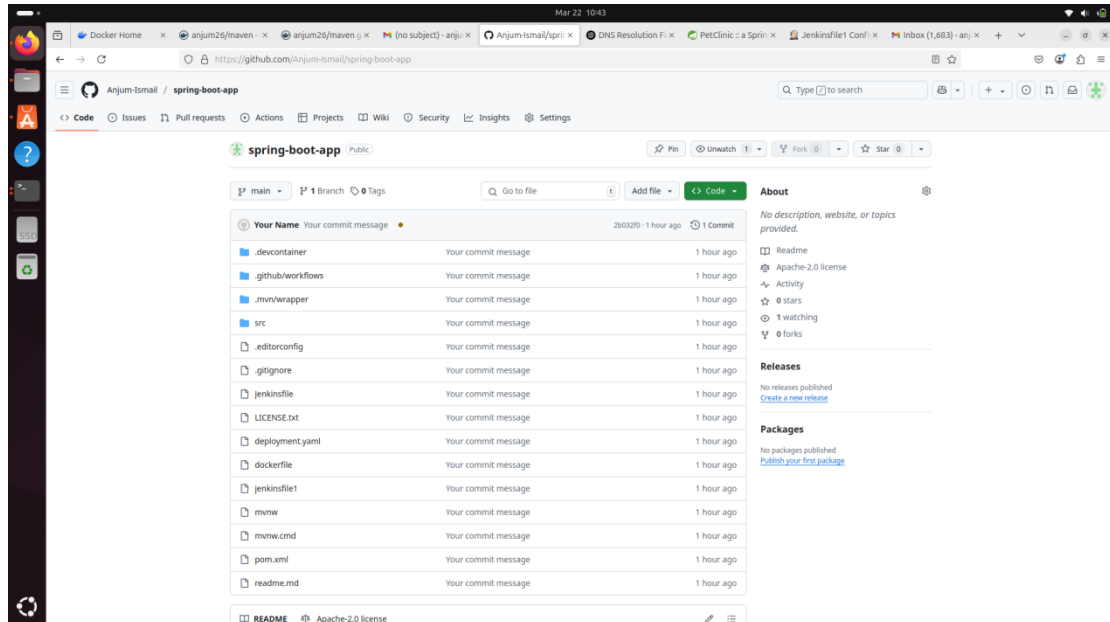 Mar 22 10:43
Docker Home × anjum26/maven - × anjum26/maven g × (no subject) - anju × Anjum-Ismail/sprin × DNS Resolution Fi × PetClinic :: a Sprin × Jenkinsfile1 Confi × Inbox (1,683) - anj × +
https://github.com/Anjum-Ismail/spring-boot-app
Anjum-Ismail / spring-boot-app
Q Type / to search
<> Code Issues Pull requests Actions Projects Wiki Security Insights Settings
spring-boot-app Public
Pin Unwatch 1 Fork 0 Star 0
main 1 Branch 0 Tags Go to file t Add file <> Code
About
No description, website, or topics
provided.
Your Name Your commit message 2b032f0 · 1 hour ago 1 Commit
.devcontainer Your commit message 1 hour ago
.github/workflows Your commit message 1 hour ago
.mvn/wrapper Your commit message 1 hour ago
src Your commit message 1 hour ago
.editorconfig Your commit message 1 hour ago
.gitignore Your commit message 1 hour ago
Jenkinsfile Your commit message 1 hour ago
LICENSE.txt Your commit message 1 hour ago
deployment.yaml Your commit message 1 hour ago
dockerfile Your commit message 1 hour ago
jenkinsfile1 Your commit message 1 hour ago
mvnw Your commit message 1 hour ago
mvnw.cmd Your commit message 1 hour ago
pom.xml Your commit message 1 hour ago
readme.md Your commit message 1 hour ago
README Apache-2.0 license
Readme
Apache-2.0 license
Activity
0 stars
1 watching
0 forks
Releases
No releases published
Create a new release
Packages
No packages published
Publish your first package
SSD